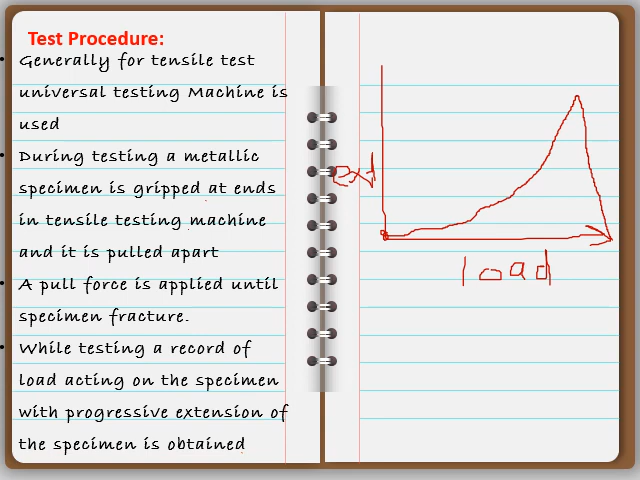 Test Procedure:
Generally for tensile test
universal testing Machine is
used
During testing a metallic
specimen is gripped at ends
in tensile testing machine
and it is pulled apart
A pull force is applied until
specimen fracture.
While testing a record of
load acting on the specimen
with progressive extension of
the specimen is obtained
load